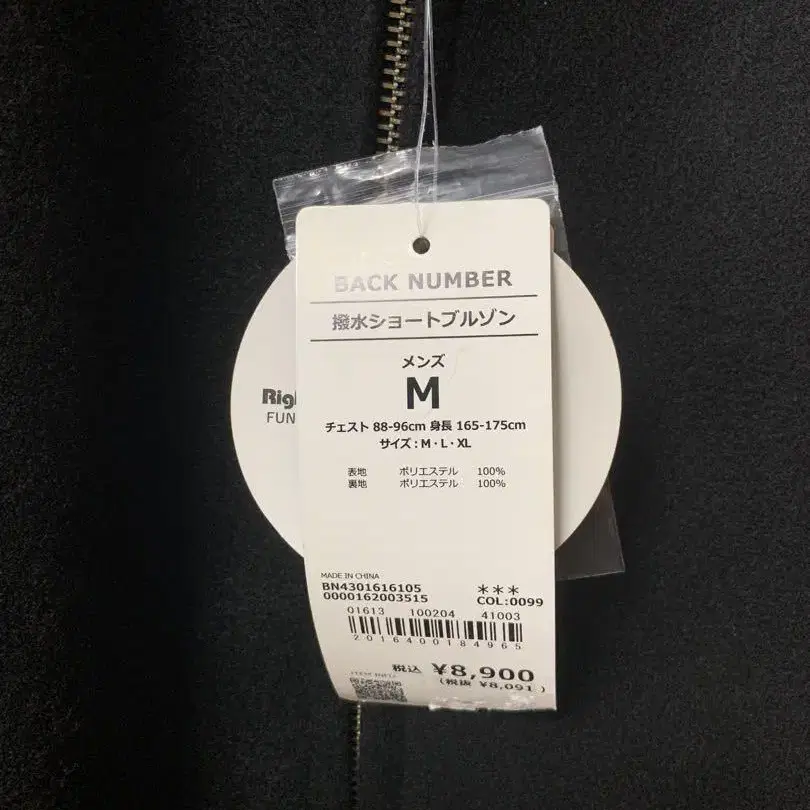 BACK NUMBER
撥水ショートブルゾン
メンズ
M
チェスト 88-96cm 身長 165-175cm
サイズ:M・L・XL
表地 ポリエステル 100%
裏地 ポリエステル 100%
MADE IN CHINA
BN4301616105 ***
0000162003515 COL:0099
01613 100204 41003
2016400184965
税込 ¥8,900
(税抜 ¥8,091)
ITEM INFO